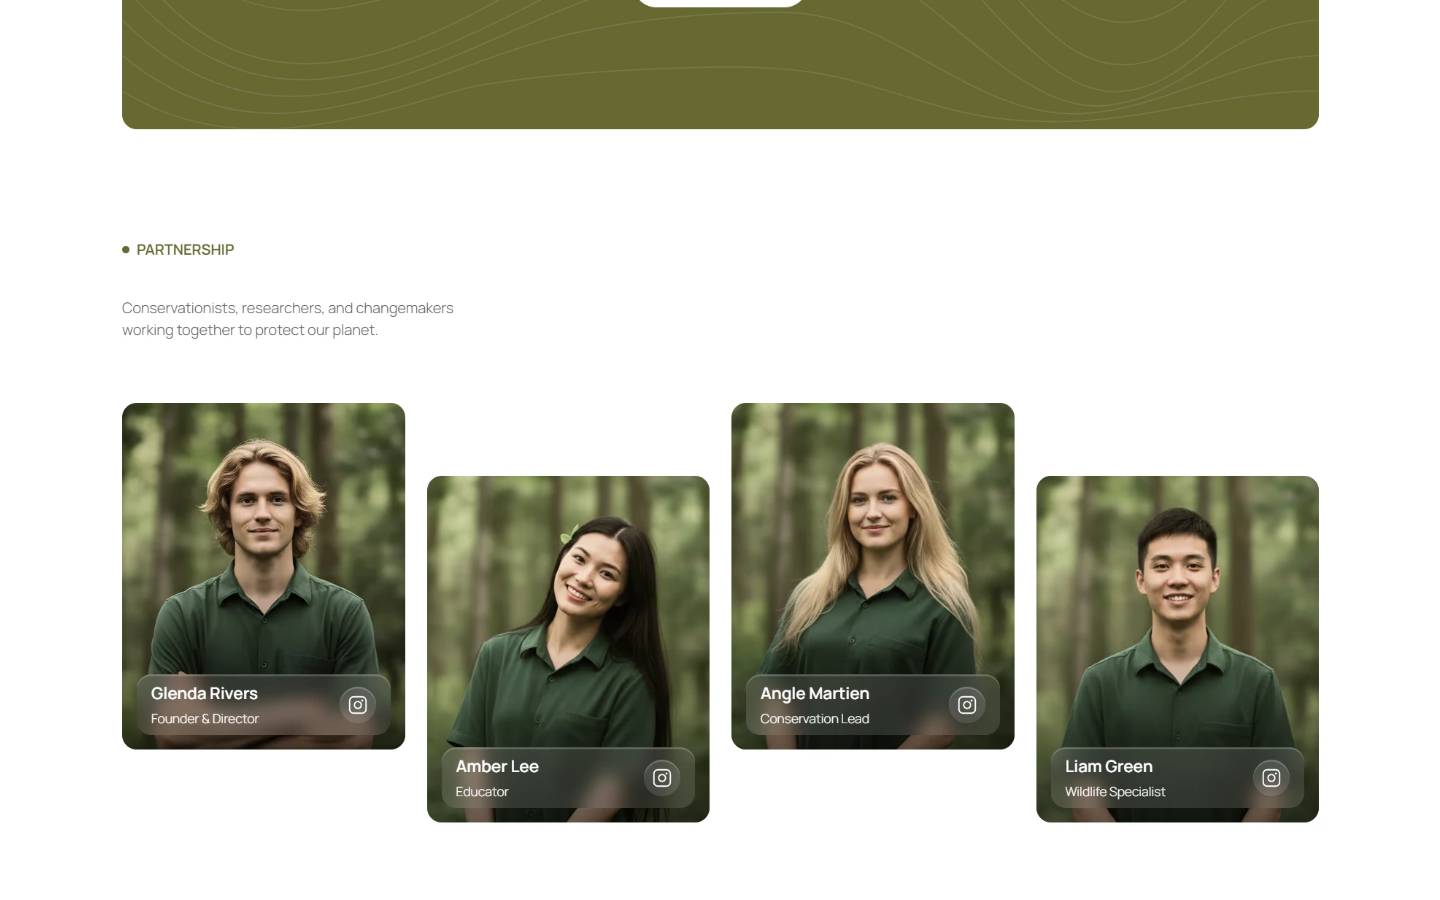 PARTNERSHIP
Conservationists, researchers, and changemakers
working together to protect our planet.
Glenda Rivers
Founder & Director
Amber Lee
Educator
Angle Martien
Conservation Lead
Liam Green
Wildlife Specialist